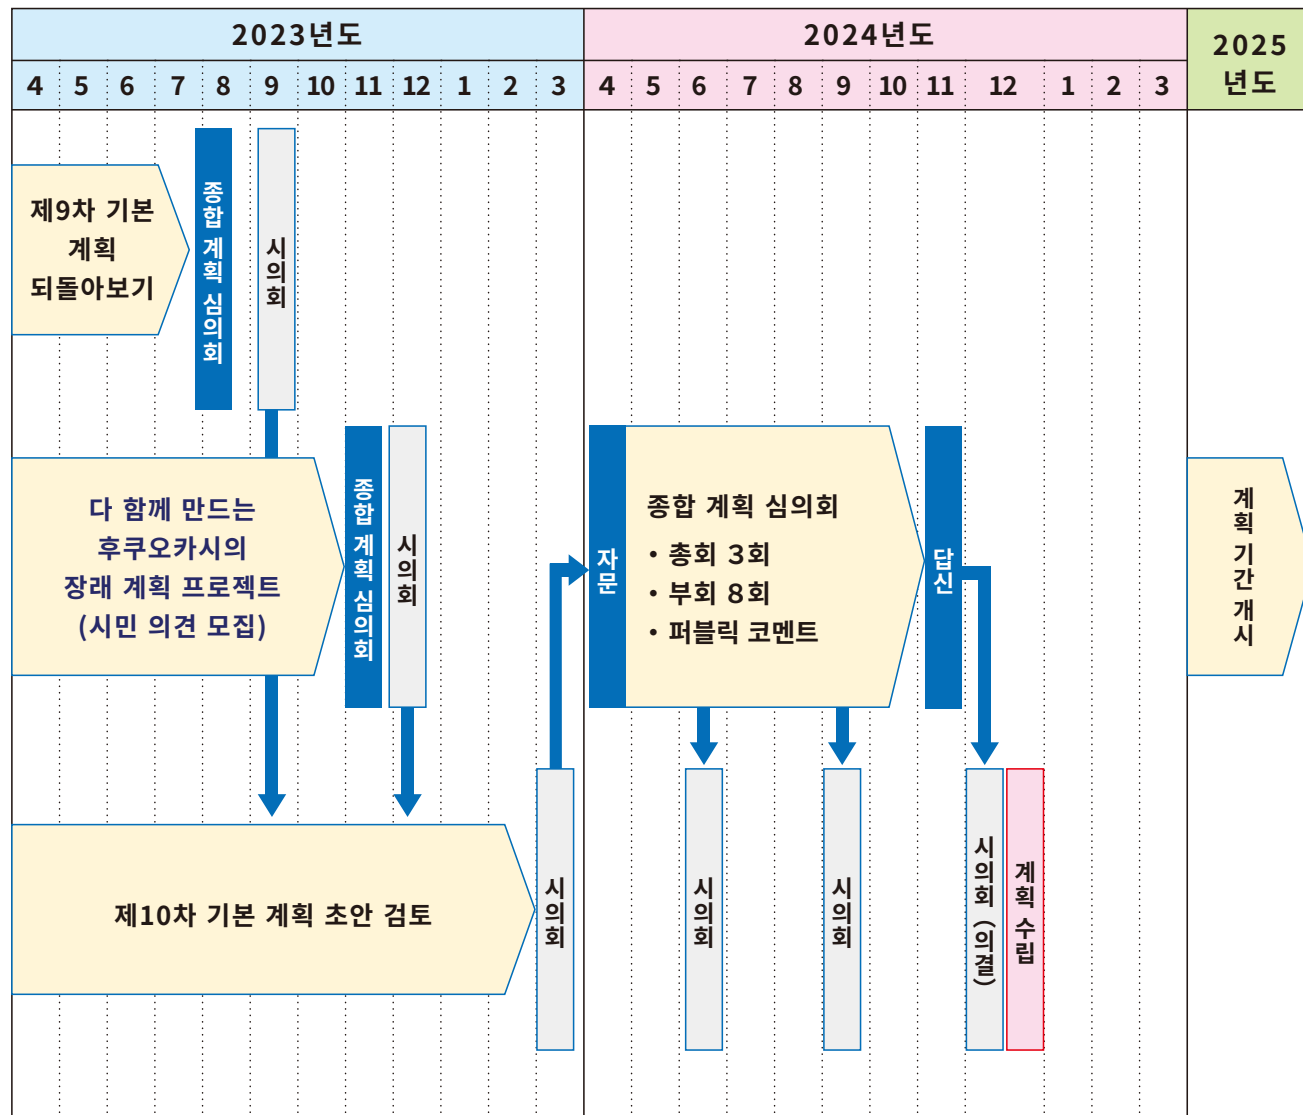 2023년도
2024년도
2025
년도
4 5 6 7 8 9 10 11 12 1 2 3
4 5 6 7 8 9 10 11 12 1 2 3
제9차 기본
계획
되돌아보기
종합 계획 심의회
시의회
다 함께 만드는
후쿠오카시의
장래 계획 프로젝트
(시민 의견 모집)
종합 계획 심의회
시의회
제10차 기본 계획 초안 검토
시의회
자문
종합 계획 심의회
・총회 3회
・부회 8회
・퍼블릭 코멘트
답신
시의회
시의회
시의회 (의결)
계획 수립
계획 기간 개시